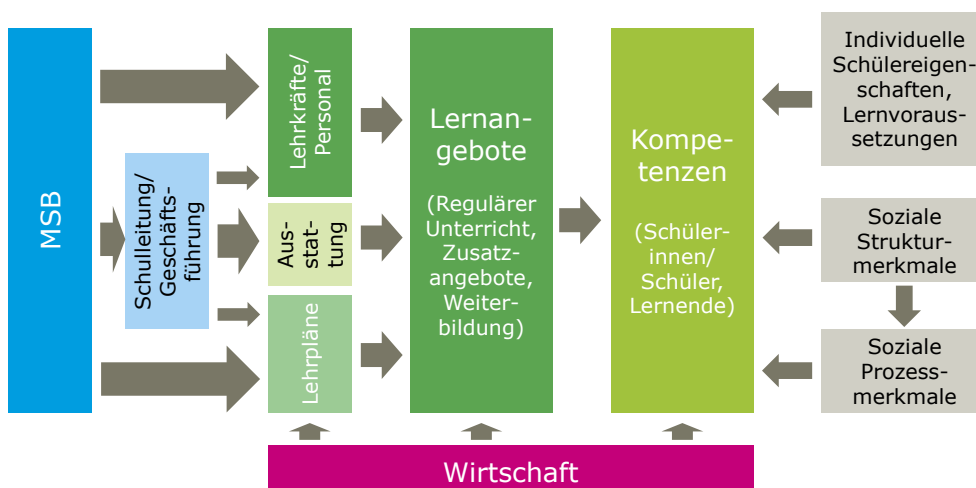 MSB
Schulleitung/
Geschäfts-
führung
Lehrkräfte/
Personal
Aus-
stat-
tung
Lehrpläne
Lernan-
gebote
(Regulärer
Unterricht,
Zusatz-
angebote,
Weiter-
bildung)
Kompe-
tenzen
(Schüler-
innen/
Schüler,
Lernende)
Individuelle
Schülereigen-
schaften,
Lernvoraus-
setzungen
Soziale
Struktur-
merkmale
Soziale
Prozess-
merkmale
Wirtschaft